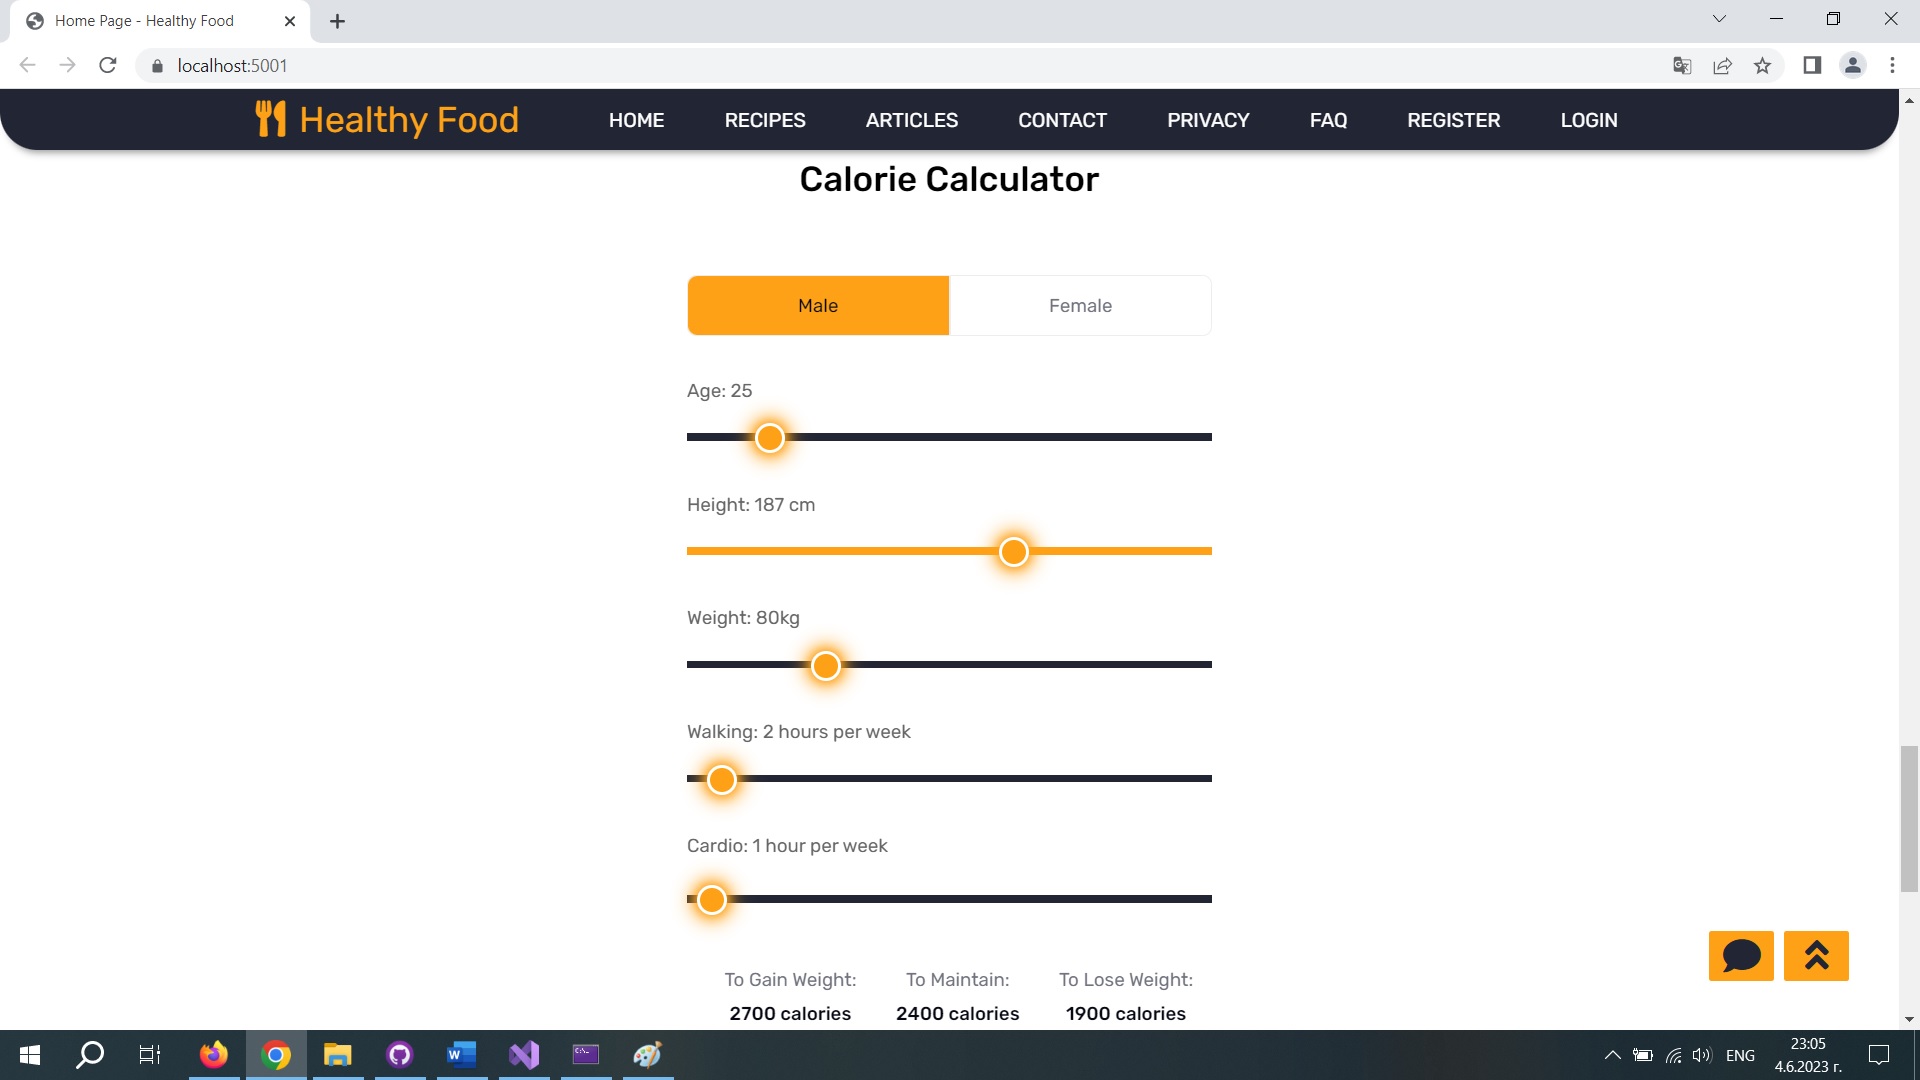 Home Page - Healthy Food
localhost:5001
Healthy Food HOME RECIPES ARTICLES CONTACT PRIVACY FAQ REGISTER LOGIN
Calorie Calculator
Male Female
Age: 25
Height: 187 cm
Weight: 80kg
Walking: 2 hours per week
Cardio: 1 hour per week
To Gain Weight: To Maintain: To Lose Weight:
2700 calories 2400 calories 1900 calories
ENG
23:05
4.6.2023 г.